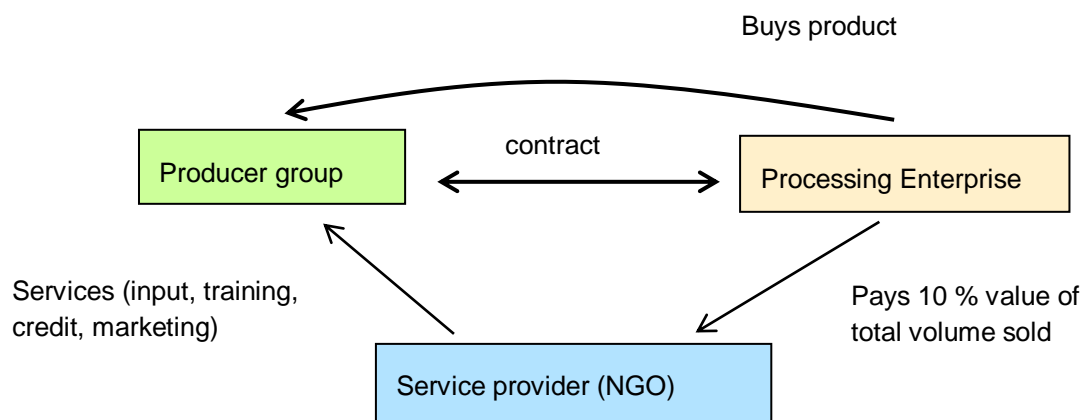 Buys product
contract
Producer group
Processing Enterprise
Services (input, training,
credit, marketing)
Pays 10 % value of
total volume sold
Service provider (NGO)